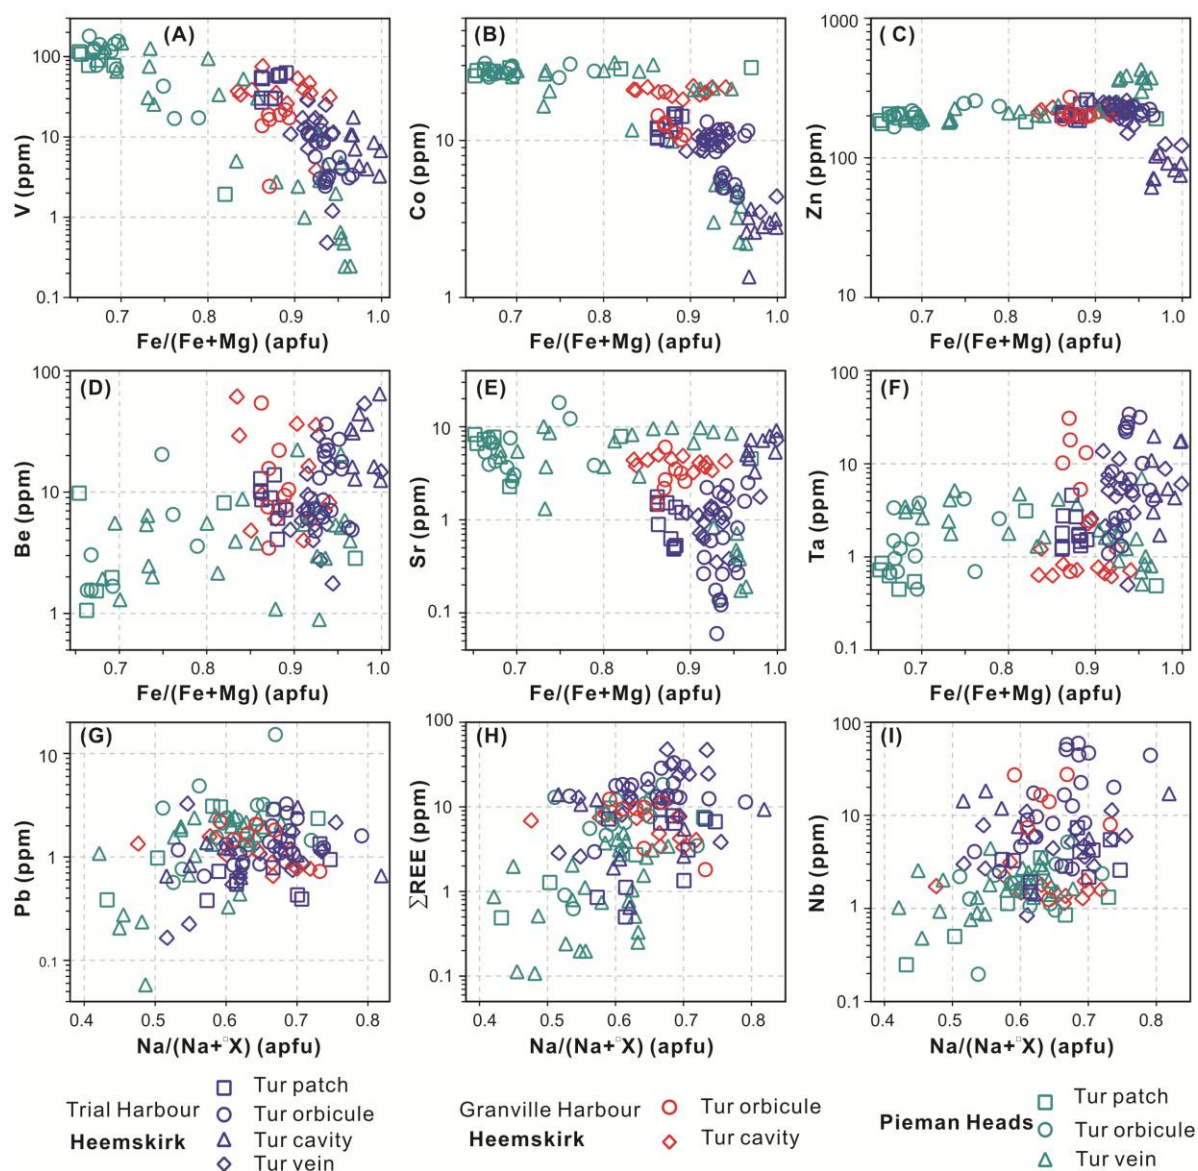 (A)
V (ppm)
100
10
1
0.1
0.7
0.8
0.9
1.0
Fe/(Fe+Mg) (apfu)
(B)
Co (ppm)
10
1
0.7
0.8
0.9
1.0
Fe/(Fe+Mg) (apfu)
( C)
Zn (ppm)
1000
100
10
0.7
0.8
0.9
1.0
Fe/(Fe+Mg) (apfu)
(D)
Be (ppm)
100
10
1
0.7
0.8
0.9
1.0
Fe/(Fe+Mg) (apfu)
(E)
Sr (ppm)
100
10
1
0.1
0.7
0.8
0.9
1.0
Fe/(Fe+Mg) (apfu)
(F)
Ta (ppm)
100
10
1
0.1
0.7
0.8
0.9
1.0
Fe/(Fe+Mg) (apfu)
(G)
Pb (ppm)
10
1
0.1
0.4
0.5
0.6
0.7
0.8
Na/(Na+□X) (apfu)
(H)
∑REE (ppm)
100
10
1
0.1
0.4
0.5
0.6
0.7
0.8
Na/(Na+□X) (apfu)
(I)
Nb (ppm)
100
10
1
0.1
0.4
0.5
0.6
0.7
0.8
Na/(Na+□X) (apfu)
Trial Harbour
Heemskirk
Tur patch
Tur orbicule
Tur cavity
Tur vein
Granville Harbour
Heemskirk
Tur orbicule
Tur cavity
Pieman Heads
Tur patch
Tur orbicule
Tur vein